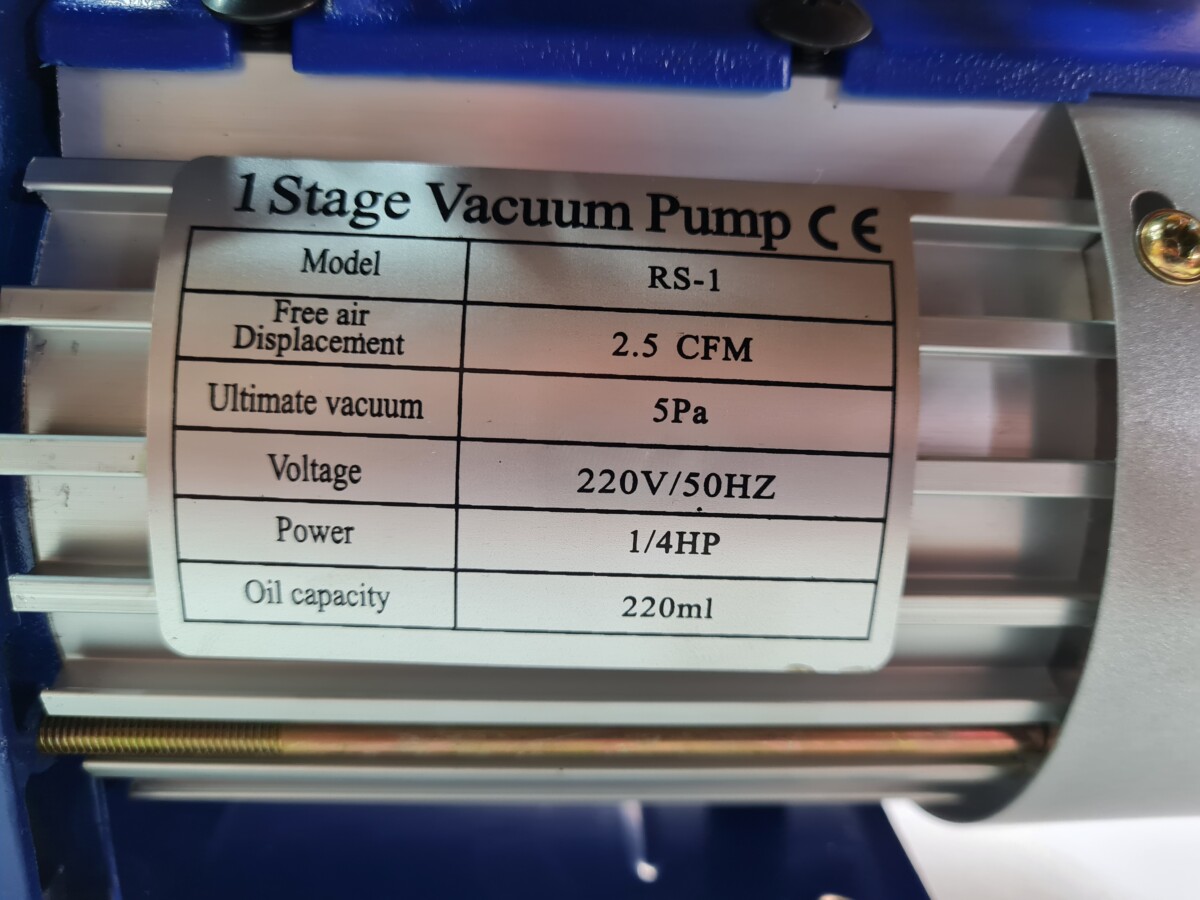 1 Stage Vacuum Pump CE
Model
RS-1
Free air
Displacement
2.5 CFM
Ultimate vacuum
5Pa
Voltage
220V/50HZ
Power
1/4HP
Oil capacity
220ml